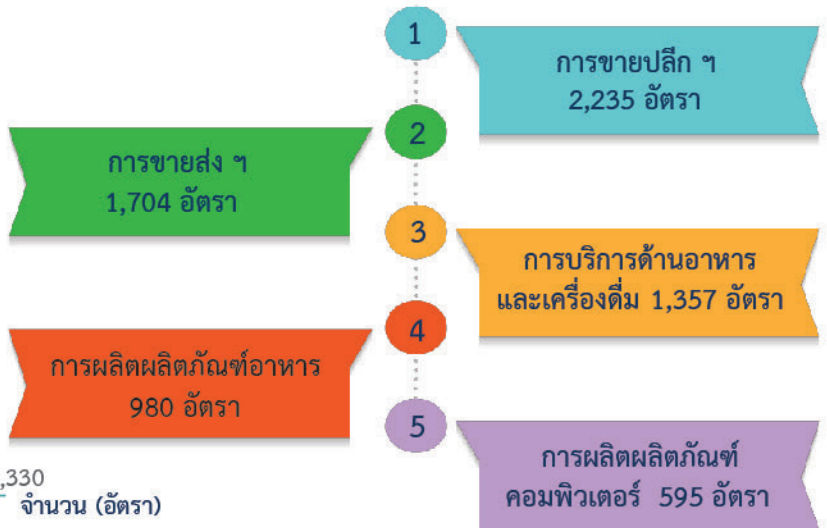 1
การขายปลีก ฯ
2,235 อัตรา
2
การขายส่ง ฯ
1,704 อัตรา
3
การบริการด้านอาหาร
และเครื่องดื่ม 1,357 อัตรา
4
การผลิตผลิตภัณฑ์อาหาร
980 อัตรา
5
การผลิตผลิตภัณฑ์
คอมพิวเตอร์ 595 อัตรา
,330
จำนวน (อัตรา)